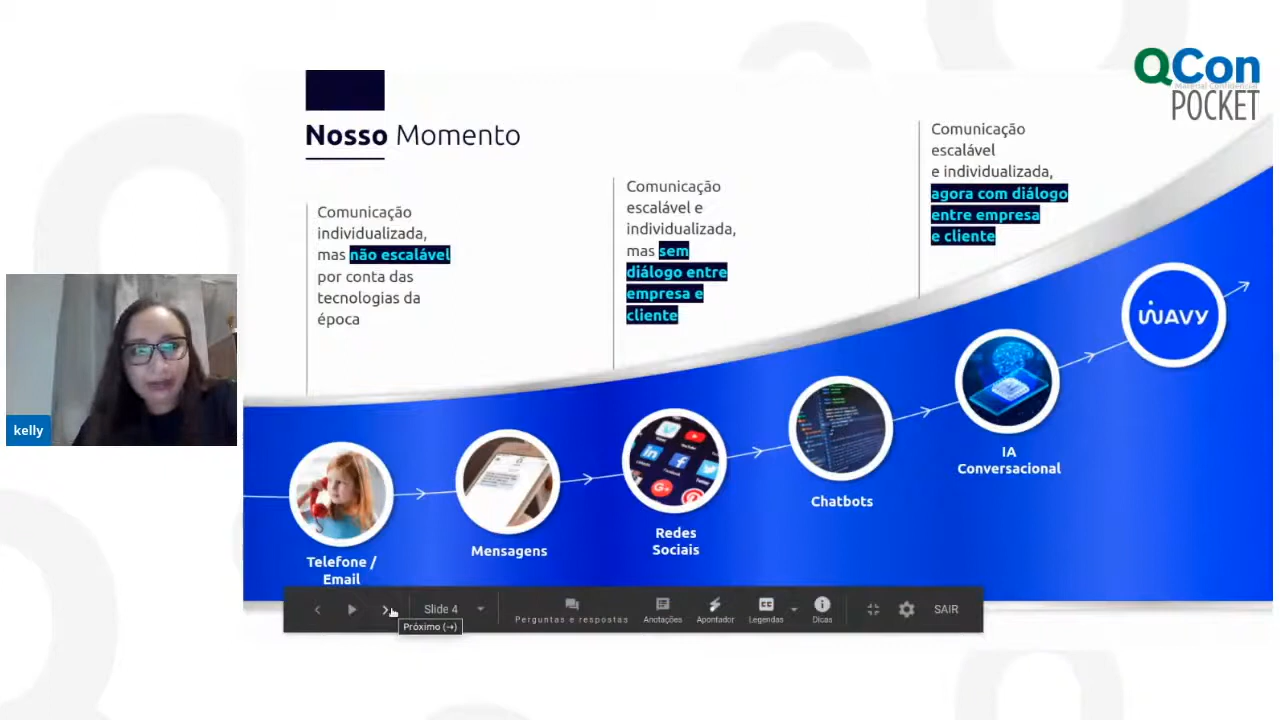 QCon
Material Confidencial
POCKET
Nosso Momento
Comunicação
individualizada,
mas não escalável
por conta das
tecnologias da
época
Comunicação
escalável e
individualizada,
mas sem
diálogo entre
empresa e
cliente
Comunicação
escalável
e individualizada,
agora com diálogo
entre empresa
e cliente
kelly
Telefone /
Email
Mensagens
Redes
Sociais
Chatbots
IA
Conversacional
WAVY
Slide 4
Perguntas e respostas
Anotações
Apontador
Legendas
Dicas
SAIR
Próximo (→)